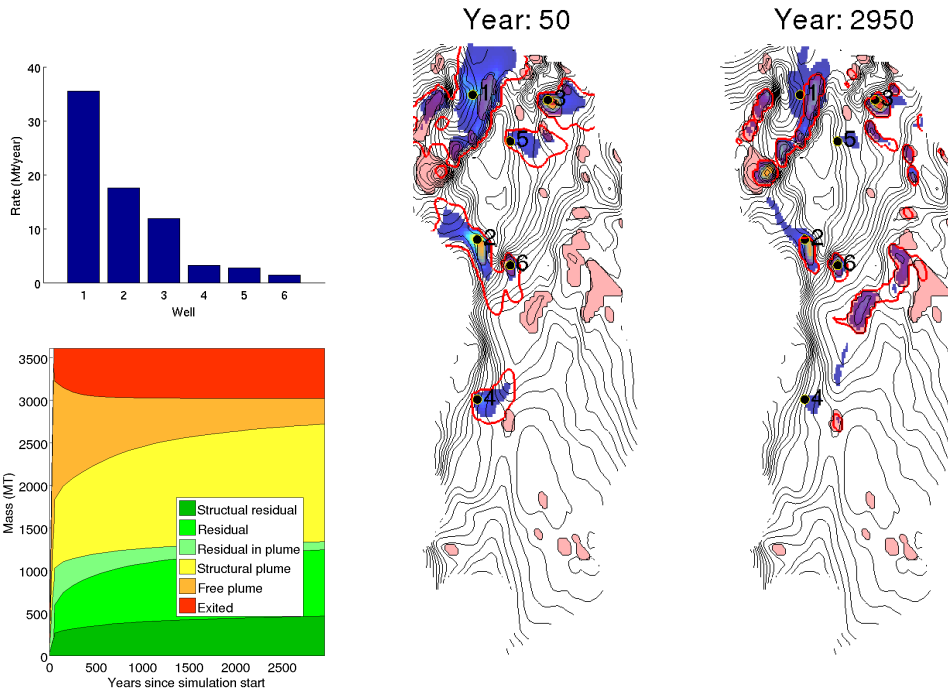 Year: 50
Year: 2950
40
30
20
10
0
Rate (Mt/year)
1 2 3 4 5 6
Well
1
3
5
2
6
4
1
3
5
2
6
4
3500
3000
2500
2000
1500
1000
500
0
Mass (MT)
Structual residual
Residual
Residual in plume
Structural plume
Free plume
Exited
0 500 1000 1500 2000 2500
Years since simulation start